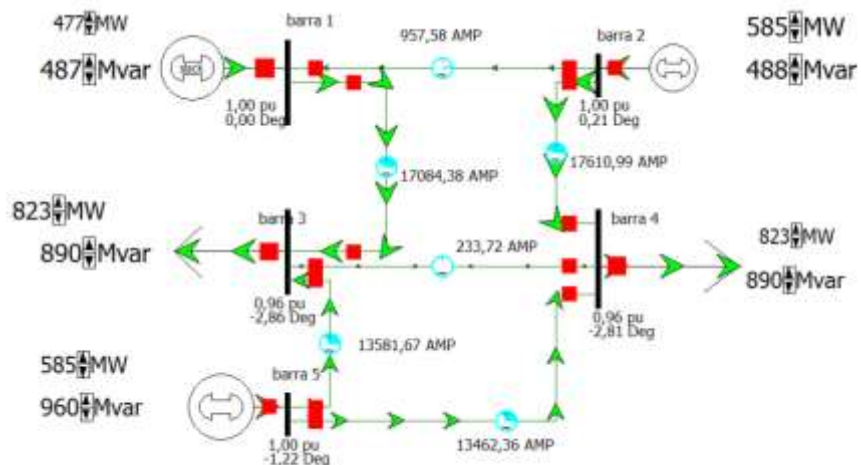 477 MW
487 Mvar
barra 1
1,00 pu
0,00 Deg
957,58 AMP
barra 2
1,00 pu
0,21 Deg
585 MW
488 Mvar
17084,38 AMP
17610,99 AMP
823 MW
890 Mvar
barra 3
0,96 pu
-2,86 Deg
233,72 AMP
barra 4
0,96 pu
-2,81 Deg
823 MW
890 Mvar
13581,67 AMP
585 MW
960 Mvar
barra 5
1,00 pu
-1,22 Deg
13462,36 AMP